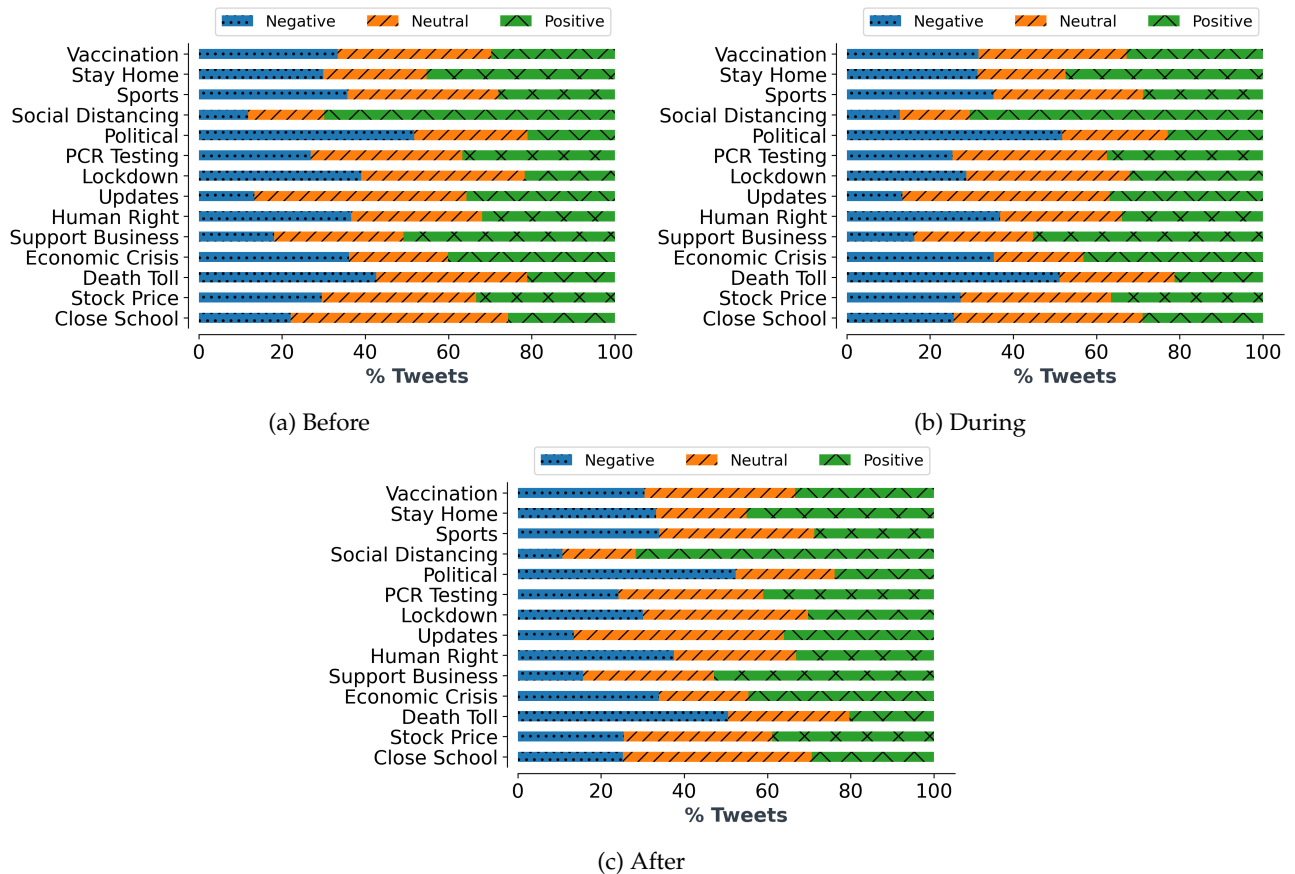 Negative Neutral Positive
Vaccination
Stay Home
Sports
Social Distancing
Political
PCR Testing
Lockdown
Updates
Human Right
Support Business
Economic Crisis
Death Toll
Stock Price
Close School
0 20 40 60 80 100
% Tweets
(a) Before
Negative Neutral Positive
Vaccination
Stay Home
Sports
Social Distancing
Political
PCR Testing
Lockdown
Updates
Human Right
Support Business
Economic Crisis
Death Toll
Stock Price
Close School
0 20 40 60 80 100
% Tweets
(b) During
Negative Neutral Positive
Vaccination
Stay Home
Sports
Social Distancing
Political
PCR Testing
Lockdown
Updates
Human Right
Support Business
Economic Crisis
Death Toll
Stock Price
Close School
0 20 40 60 80 100
% Tweets
(c) After